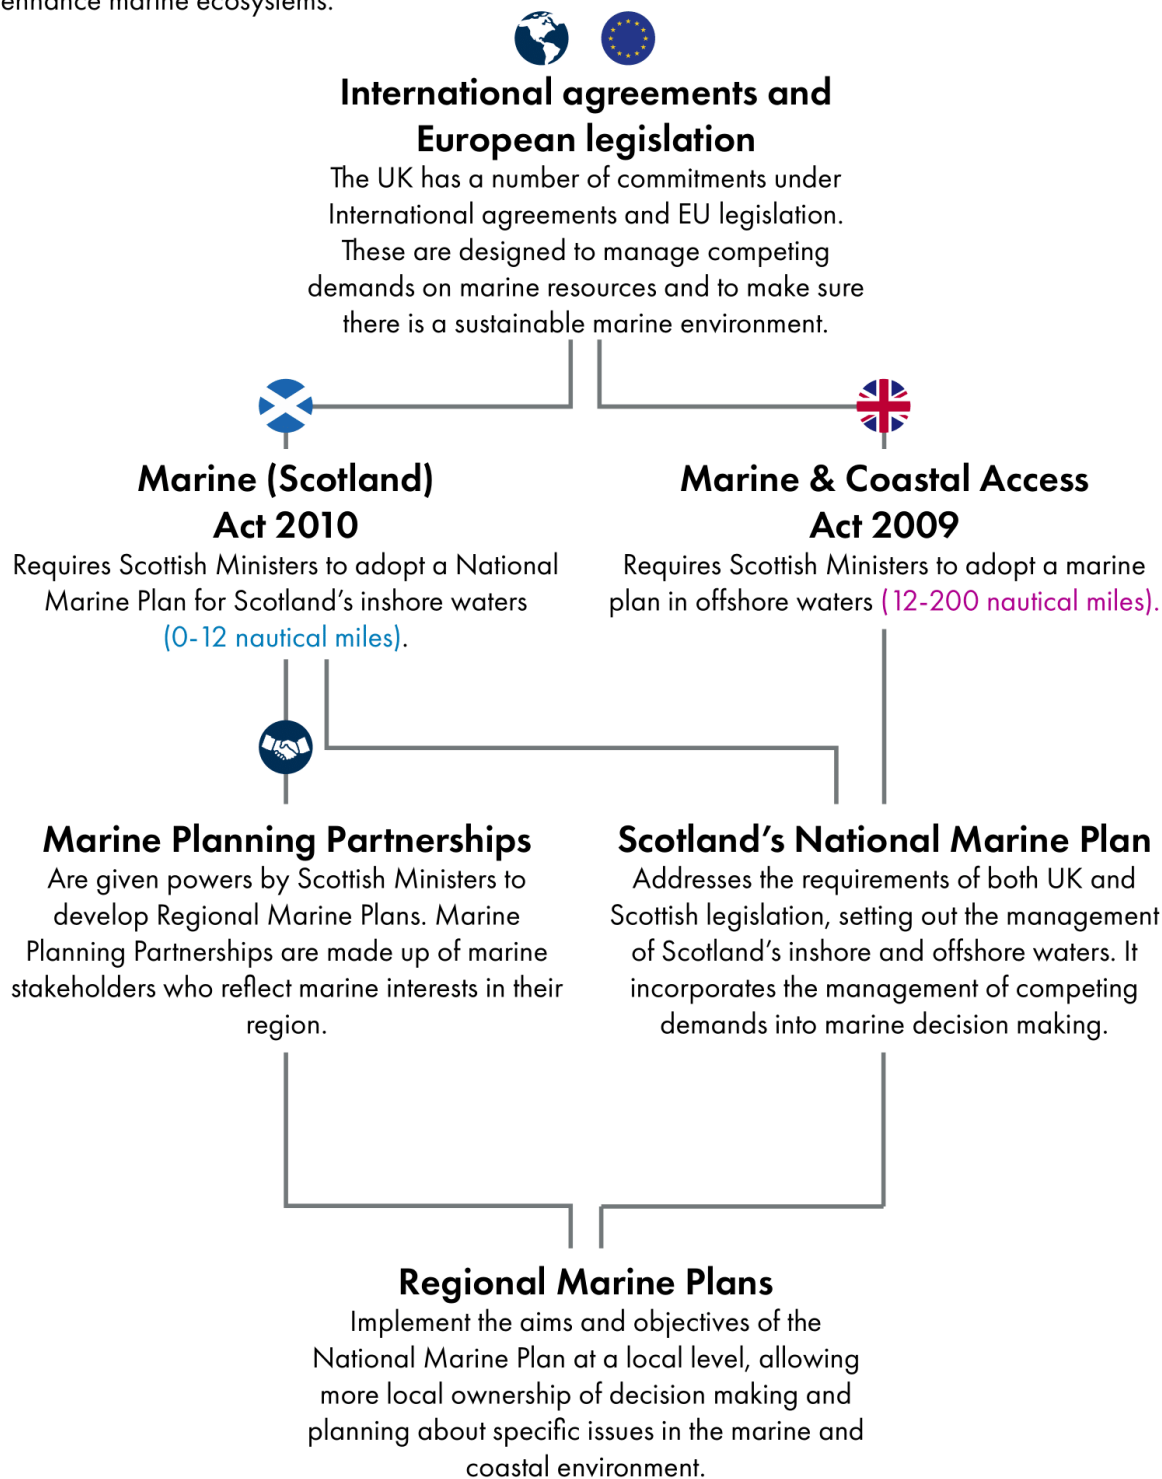 enhance marine ecosystems.
International agreements and
European legislation
The UK has a number of commitments under
International agreements and EU legislation.
These are designed to manage competing
demands on marine resources and to make sure
there is a sustainable marine environment.
Marine (Scotland)
Act 2010
Requires Scottish Ministers to adopt a National
Marine Plan for Scotland’s inshore waters
(0-12 nautical miles).
Marine & Coastal Access
Act 2009
Requires Scottish Ministers to adopt a marine
plan in offshore waters (12-200 nautical miles).
Marine Planning Partnerships
Are given powers by Scottish Ministers to
develop Regional Marine Plans. Marine
Planning Partnerships are made up of marine
stakeholders who reflect marine interests in their
region.
Scotland’s National Marine Plan
Addresses the requirements of both UK and
Scottish legislation, setting out the management
of Scotland’s inshore and offshore waters. It
incorporates the management of competing
demands into marine decision making.
Regional Marine Plans
Implement the aims and objectives of the
National Marine Plan at a local level, allowing
more local ownership of decision making and
planning about specific issues in the marine and
coastal environment.